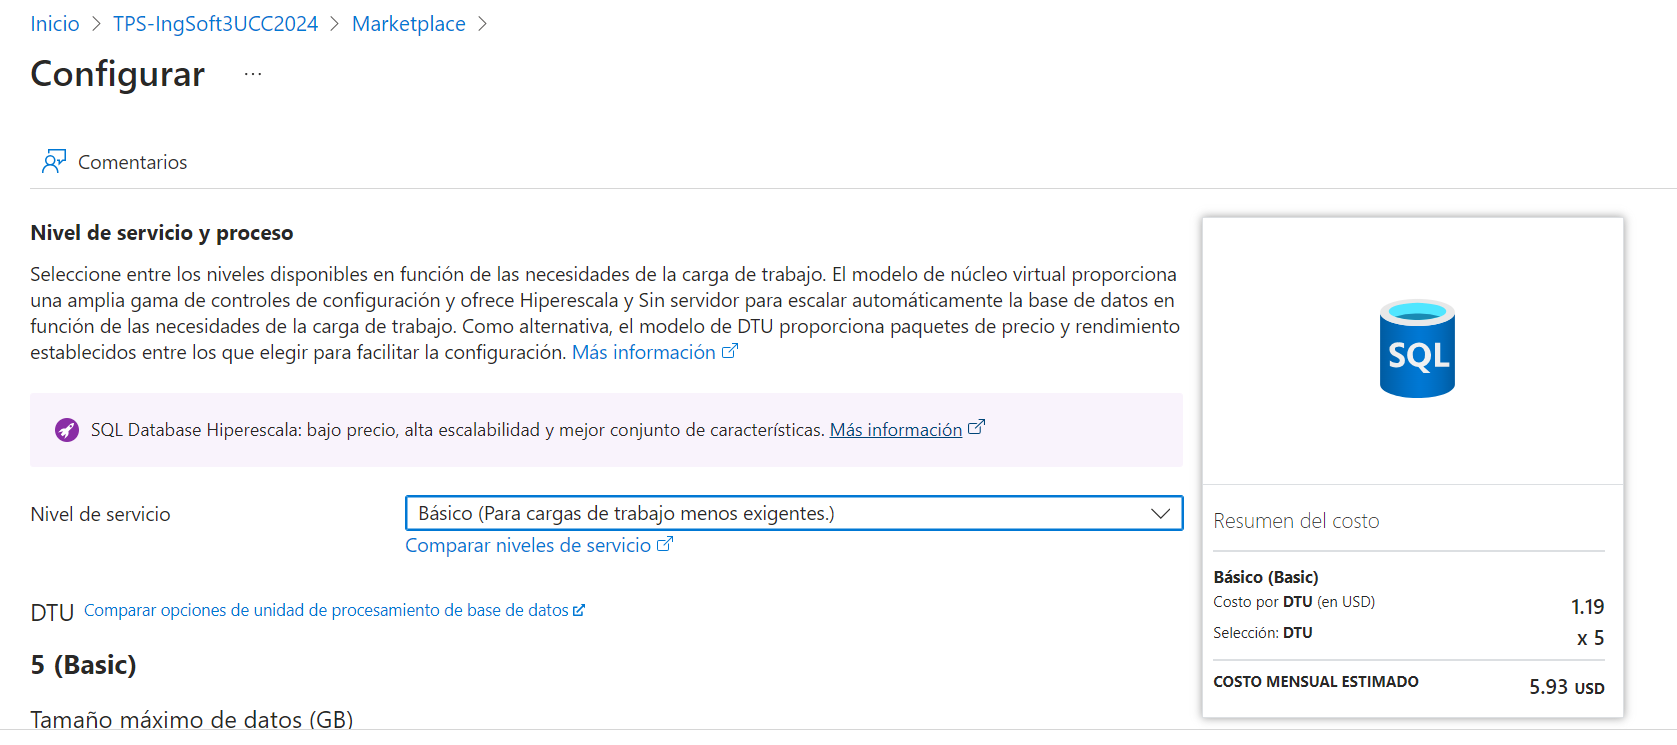 Inicio > TPS-IngSoft3UCC2024 > Marketplace >
Configurar ...
Comentarios
Nivel de servicio y proceso
Seleccione entre los niveles disponibles en función de las necesidades de la carga de trabajo. El modelo de núcleo virtual proporciona
una amplia gama de controles de configuración y ofrece Hiperescala y Sin servidor para escalar automáticamente la base de datos en
función de las necesidades de la carga de trabajo. Como alternativa, el modelo de DTU proporciona paquetes de precio y rendimiento
establecidos entre los que elegir para facilitar la configuración. Más información
SQL Database Hiperescala: bajo precio, alta escalabilidad y mejor conjunto de características. Más información
Nivel de servicio
Básico (Para cargas de trabajo menos exigentes.)
Comparar niveles de servicio
DTU Comparar opciones de unidad de procesamiento de base de datos
5 (Basic)
Tamaño máximo de datos (GB)
SQL
Resumen del costo
Básico (Basic)
Costo por DTU (en USD) 1.19
Selección: DTU x 5
COSTO MENSUAL ESTIMADO 5.93 USD